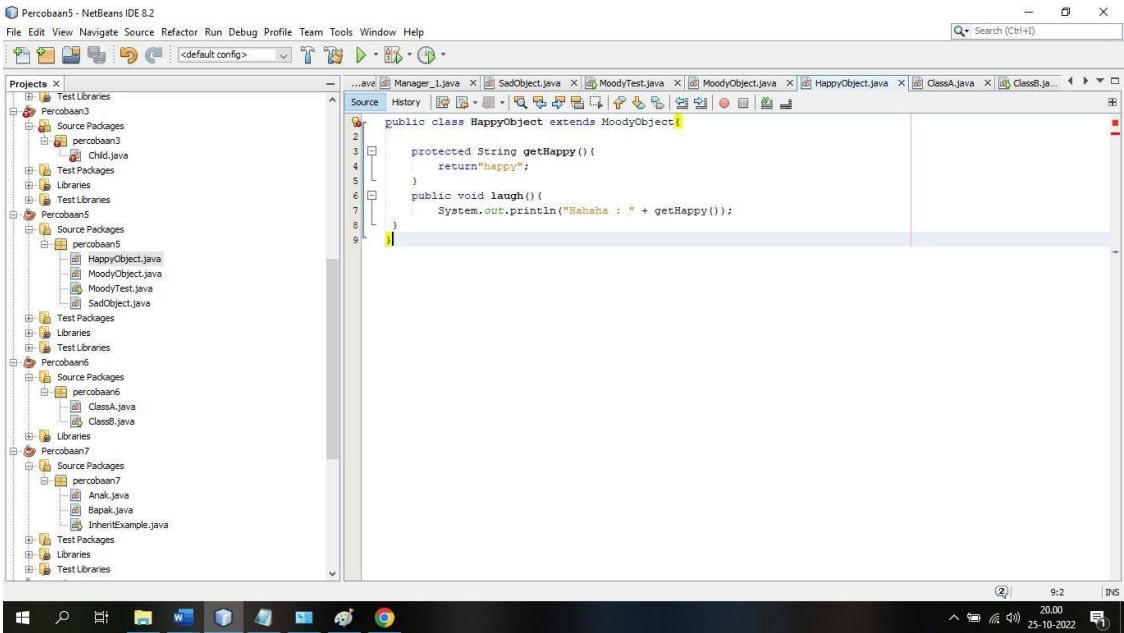 Percobaan5 - NetBeans IDE 8.2
File Edit View Navigate Source Refactor Run Debug Profile Team Tools Window Help
Search (Ctrl+I)
<default config>
Projects
...ava Manager_1.java SadObject.java MoodyTest.java MoodyObject.java HappyObject.java ClassA.java ClassB.ja...
Source History
Test Libraries
Percobaan3
Source Packages
percobaan3
Child.java
Test Packages
Libraries
Test Libraries
Percobaan5
Source Packages
percobaan5
HappyObject.java
MoodyObject.java
MoodyTest.java
SadObject.java
Test Packages
Libraries
Test Libraries
Percobaan6
Source Packages
percobaan6
ClassA.java
ClassB.java
Libraries
Percobaan7
Source Packages
percobaan7
Anak.java
Bapak.java
InheritExample.java
Test Packages
Libraries
Test Libraries
public class HappyObject extends MoodyObject{
2
3 protected String getHappy(){
4 return"happy";
5 }
6 public void laugh(){
7 System.out.println("Hahaha : " + getHappy());
8 }
9 }
2 9:2 INS
20.00
25-10-2022